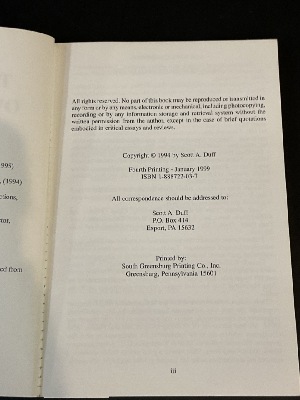 T
All rights reserved. No part of this book may be reproduced or transmitted in
any form or by any means, electronic or mechanical, including photocopying,
recording or by any information storage and retrieval system without the
written permission from the author, except in the case of brief quotations
embodied in critical essays and reviews.
Copyright © 1994 by Scott A. Duff
Fourth Printing - January 1999
ISBN 1-888722-03-1
All correspondence should be addressed to:
Scott A. Duff
P.O. Box 414
Export, PA 15632
Printed by:
South Greensburg Printing Co., Inc.
Greensburg, Pennsylvania 15601
iii
(1994)
ed from